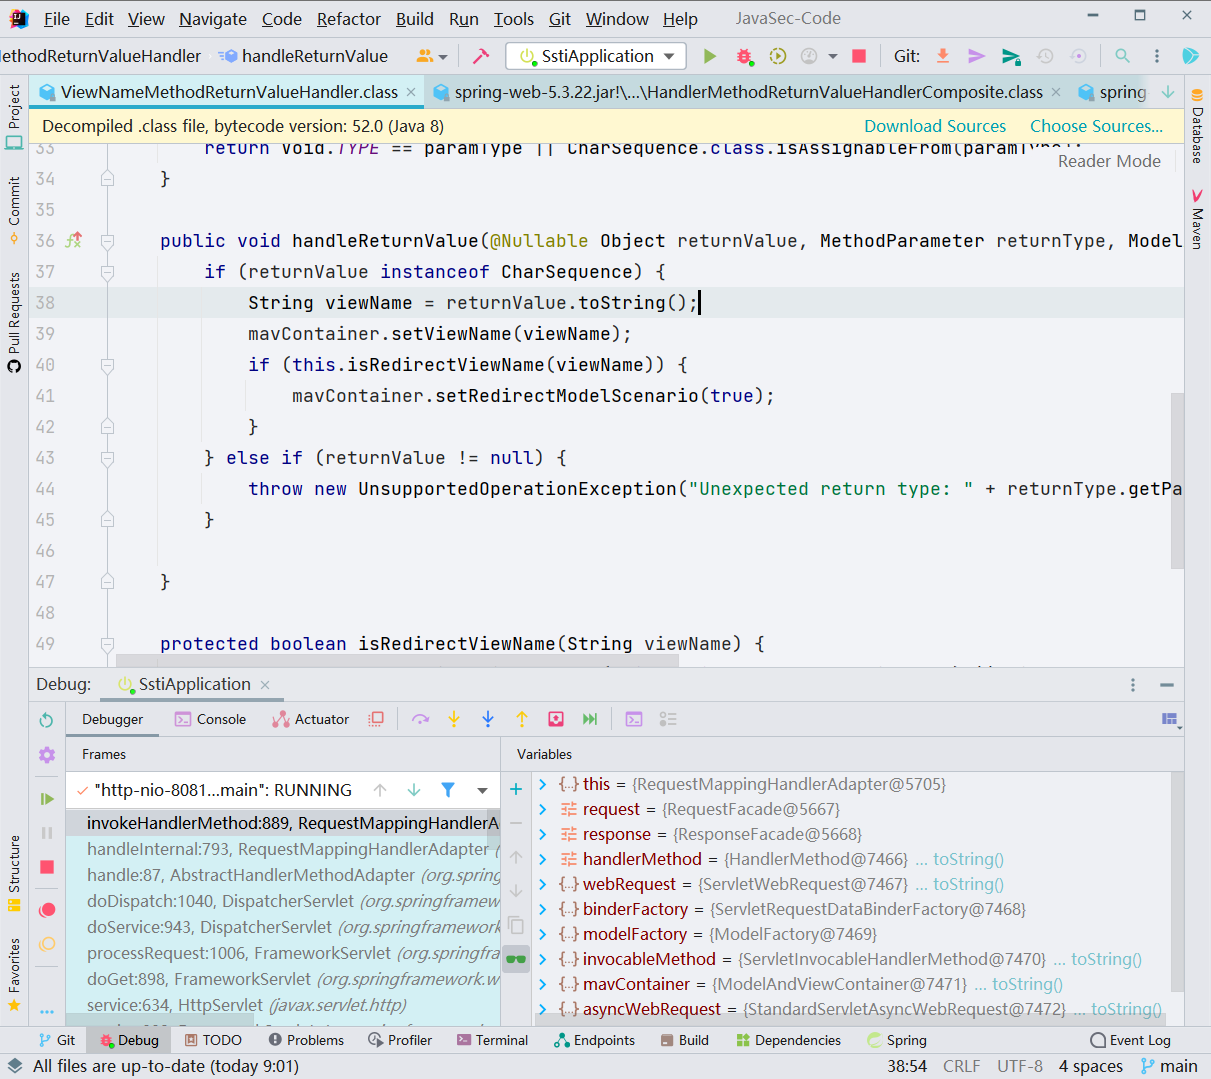 File Edit View Navigate Code Refactor Build Run Tools Git Window Help JavaSec-Code
lethodReturnValueHandler handleReturnValue SstiApplication Git:
ViewNameMethodReturnValueHandler.class × spring-web-5.3.22.jar!\...\HandlerMethodReturnValueHandlerComposite.class × spring
Decompiled .class file, bytecode version: 52.0 (Java 8) Download Sources Choose Sources...
Reader Mode
33 return Void.TYPE == paramType || CharSequence.class.isAssignableFrom(paramType);
34 }
35
36 public void handleReturnValue(@Nullable Object returnValue, MethodParameter returnType, Model
37 if (returnValue instanceof CharSequence) {
38 String viewName = returnValue.toString();
39 mavContainer.setViewName(viewName);
40 if (this.isRedirectViewName(viewName)) {
41 mavContainer.setRedirectModelScenario(true);
42 }
43 } else if (returnValue != null) {
44 throw new UnsupportedOperationException("Unexpected return type: " + returnType.getPa
45 }
46
47 }
48
49 protected boolean isRedirectViewName(String viewName) {
Project
Commit
Pull Requests
Structure
Favorites
Database
Maven
Debug: SstiApplication ×
Debugger Console Actuator
Frames
"http-nio-8081...main": RUNNING
invokeHandlerMethod:889, RequestMappingHandlerA
handleInternal:793, RequestMappingHandlerAdapter (
handle:87, AbstractHandlerMethodAdapter (org.spring
doDispatch:1040, DispatcherServlet (org.springframew
doService:943, DispatcherServlet (org.springframework
processRequest:1006, FrameworkServlet (org.springfra
doGet:898, FrameworkServlet (org.springframework.w
service:634, HttpServlet (javax.servlet.http)
Variables
this = {RequestMappingHandlerAdapter@5705}
request = {RequestFacade@5667}
response = {ResponseFacade@5668}
handlerMethod = {HandlerMethod@7466} ... toString()
webRequest = {ServletWebRequest@7467} ... toString()
binderFactory = {ServletRequestDataBinderFactory@7468}
modelFactory = {ModelFactory@7469}
invocableMethod = {ServletInvocableHandlerMethod@7470} ... toString()
mavContainer = {ModelAndViewContainer@7471} ... toString()
asyncWebRequest = {StandardServletAsyncWebRequest@7472} ... toString()
Git Debug TODO Problems Profiler Terminal Endpoints Build Dependencies Spring Event Log
All files are up-to-date (today 9:01) 38:54 CRLF UTF-8 4 spaces main